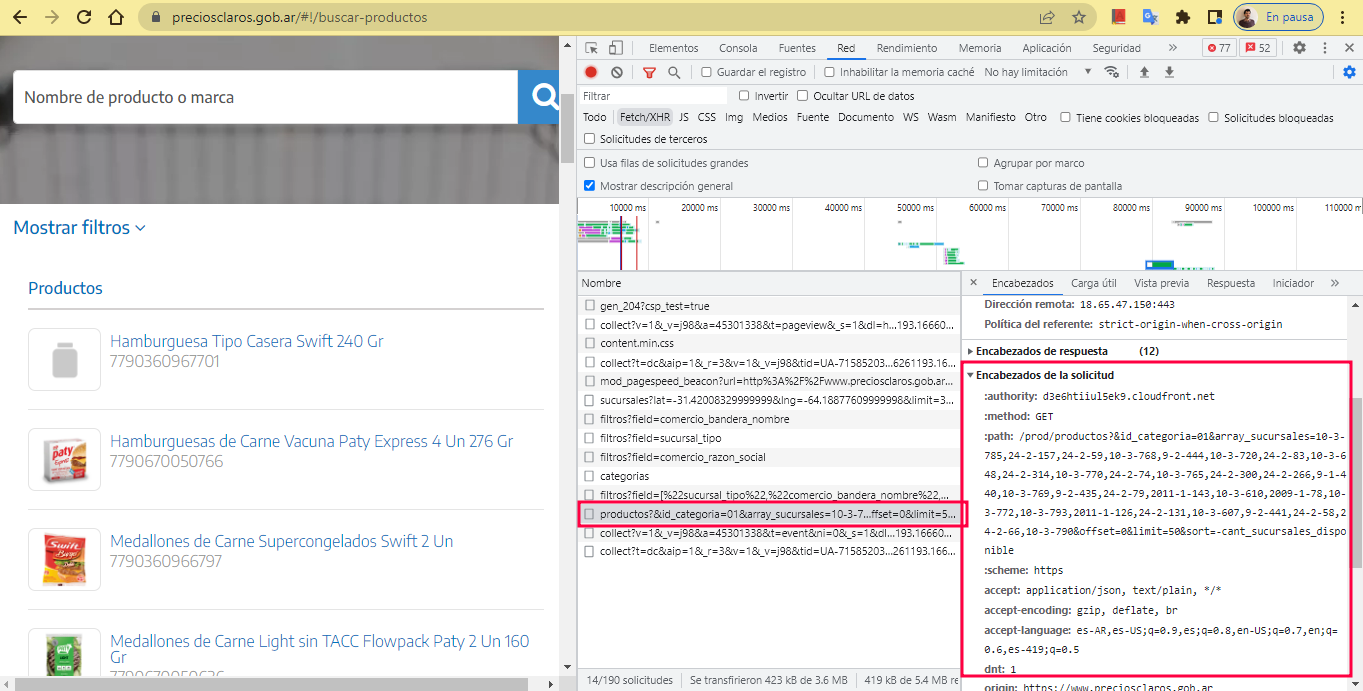 preciosclaros.gob.ar/#!/buscar-productos
En pausa
Nombre de producto o marca
Mostrar filtros
Productos
Hamburguesa Tipo Casera Swift 240 Gr
7790360967701
Hamburguesas de Carne Vacuna Paty Express 4 Un 276 Gr
7790670050766
Medallones de Carne Supercongelados Swift 2 Un
7790360966797
Medallones de Carne Light sin TACC Flowpack Paty 2 Un 160
Gr
Elementos Consola Fuentes Red Rendimiento Memoria Aplicación Seguridad » 77 52
Guardar el registro Inhabilitar la memoria caché No hay limitación
Filtrar Invertir Ocultar URL de datos
Todo Fetch/XHR JS CSS Img Medios Fuente Documento WS Wasm Manifiesto Otro Tiene cookies bloqueadas Solicitudes bloqueadas
Solicitudes de terceros
Usa filas de solicitudes grandes Agrupar por marco
Mostrar descripción general Tomar capturas de pantalla
10000 ms 20000 ms 30000 ms 40000 ms 50000 ms 60000 ms 70000 ms 80000 ms 90000 ms 100000 ms 110000 m
Nombre
gen_204?csp_test=true
collect?v=1&_v=j98&a=45301338&t=pageview&_s=1&dl=h...193.16660...
content.min.css
collect?t=dc&aip=1&_r=3&v=1&_v=j98&tid=UA-71585203...6261193.166...
mod_pagespeed_beacon?url=http%3A%2F%2Fwww.preciosclaros.gob.ar...
sucursales?lat=-31.42008329999999&lng=-64.18877609999998&limit=3...
filtros?field=comercio_bandera_nombre
filtros?field=sucursal_tipo
filtros?field=comercio_razon_social
categorias
filtros?field=[%22sucursal_tipo%22,%22comercio_bandera_nombre%22,...
productos?&id_categoria=01&array_sucursales=10-3-7...ffset=0&limit=5...
collect?v=1&_v=j98&a=45301338&t=event&ni=0&_s=1&dl...193.16660...
collect?t=dc&aip=1&_r=3&v=1&_v=j98&tid=UA-71585203...261193.166...
14/190 solicitudes Se transfirieron 423 kB de 3.6 MB 419 kB de 5.4 MB re
Encabezados Carga útil Vista previa Respuesta Iniciador »
Dirección remota: 18.65.47.150:443
Política del referente: strict-origin-when-cross-origin
Encabezados de respuesta (12)
Encabezados de la solicitud
:authority: d3e6htiiul5ek9.cloudfront.net
:method: GET
:path: /prod/productos?&id_categoria=01&array_sucursales=10-3-
785,24-2-157,24-2-59,10-3-768,9-2-444,10-3-720,24-2-83,10-3-6
48,24-2-314,10-3-770,24-2-74,10-3-765,24-2-300,24-2-266,9-1-4
40,10-3-769,9-2-435,24-2-79,2011-1-143,10-3-610,2009-1-78,10-
3-772,10-3-793,2011-1-126,24-2-131,10-3-607,9-2-441,24-2-58,2
4-2-66,10-3-790&offset=0&limit=50&sort=-cant_sucursales_dispo
nible
:scheme: https
accept: application/json, text/plain, */*
accept-encoding: gzip, deflate, br
accept-language: es-AR,es-US;q=0.9,es;q=0.8,en-US;q=0.7,en;q=
0.6,es-419;q=0.5
dnt: 1
origin: https://www.preciosclaros.gob.ar